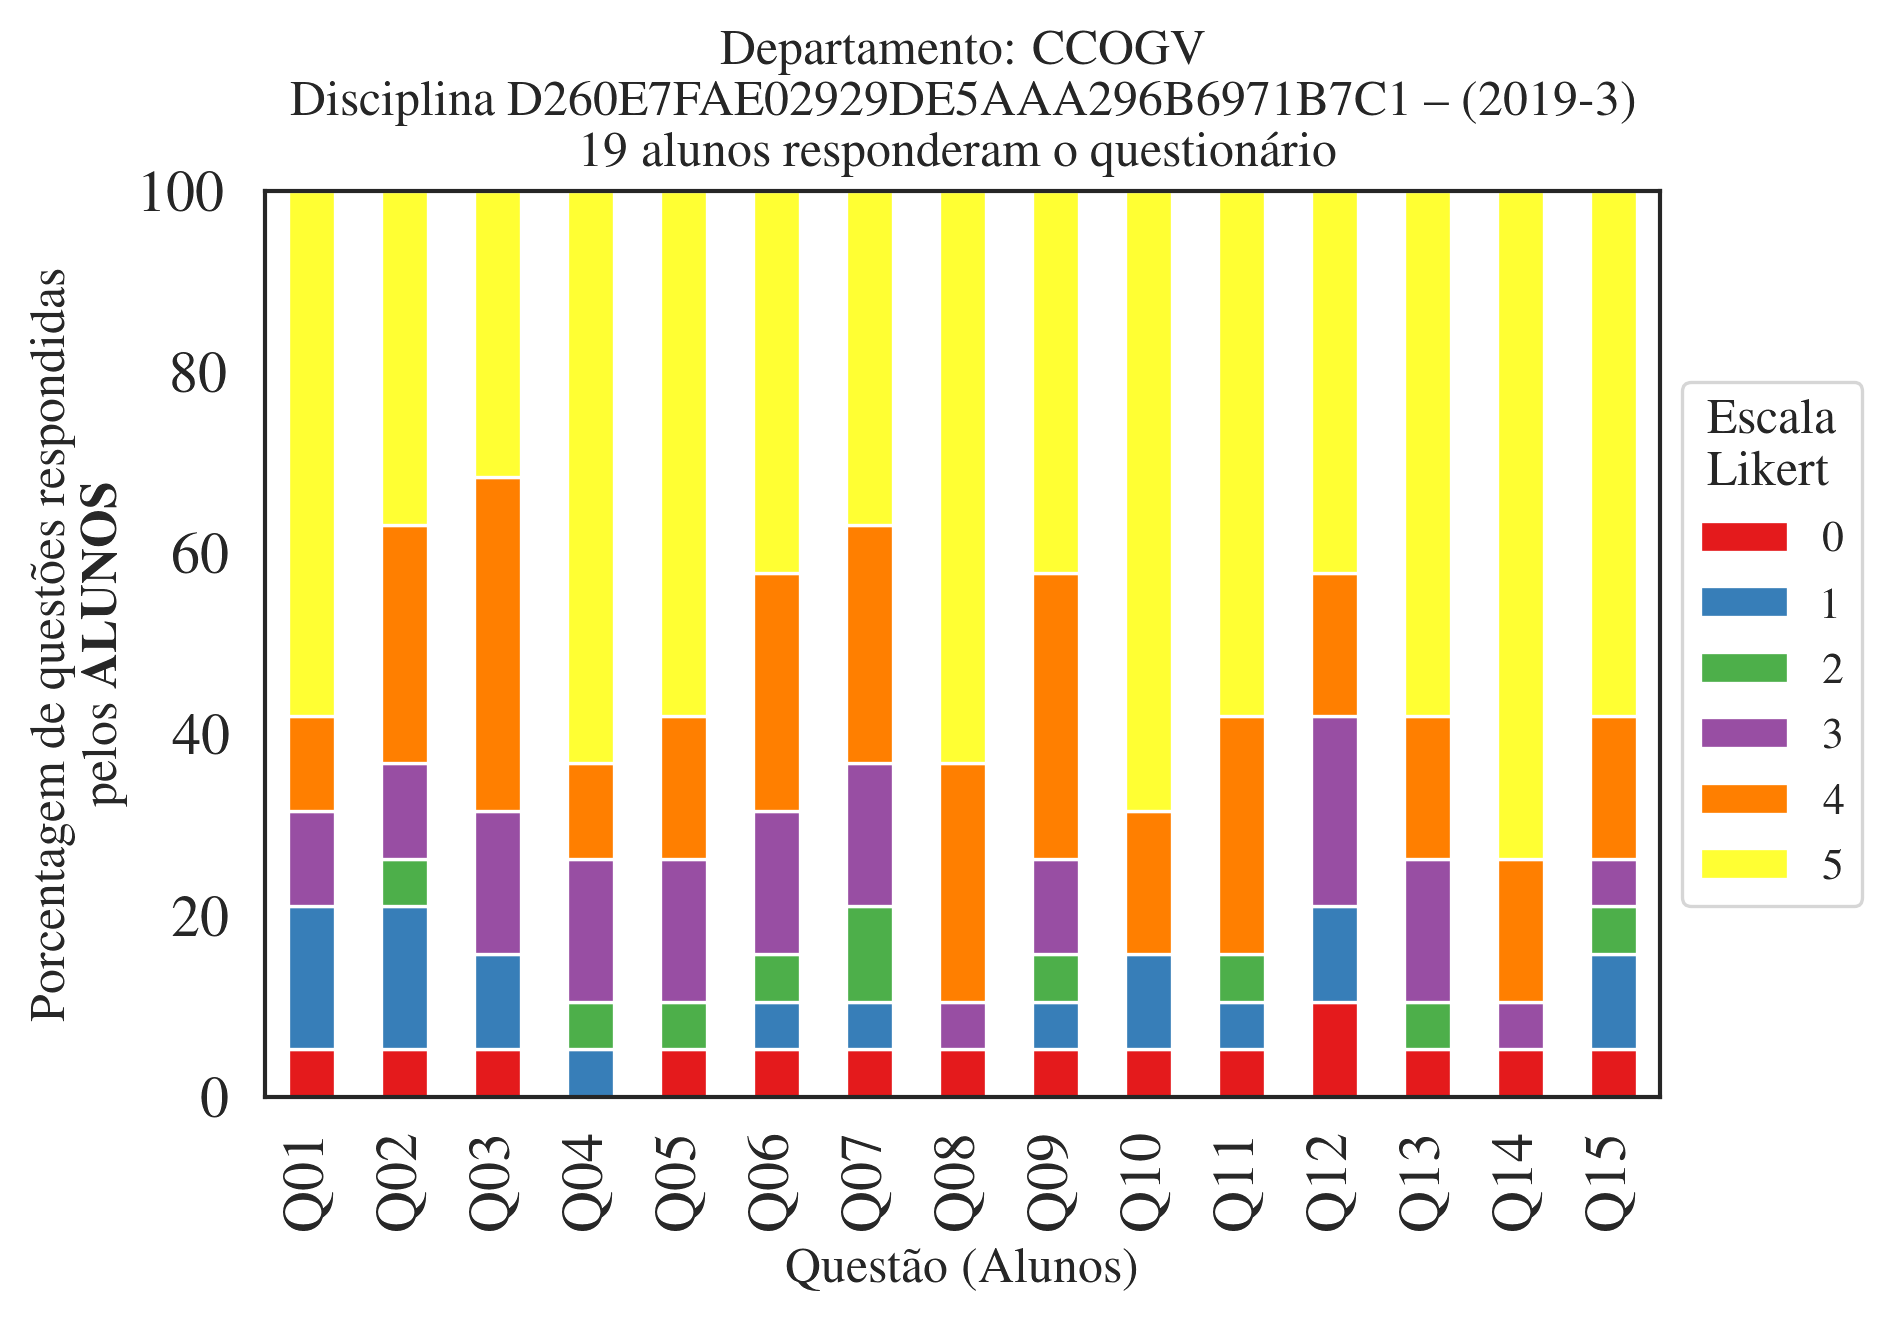 Departamento: CCOGV
Disciplina D260E7FAE02929DE5AAA296B6971B7C1 – (2019-3)
19 alunos responderam o questionário
Porcentagem de questões respondidas
pelos ALUNOS
100
80
60
40
20
0
Q01
Q02
Q03
Q04
Q05
Q06
Q07
Q08
Q09
Q10
Q11
Q12
Q13
Q14
Q15
Questão (Alunos)
Escala
Likert
0
1
2
3
4
5